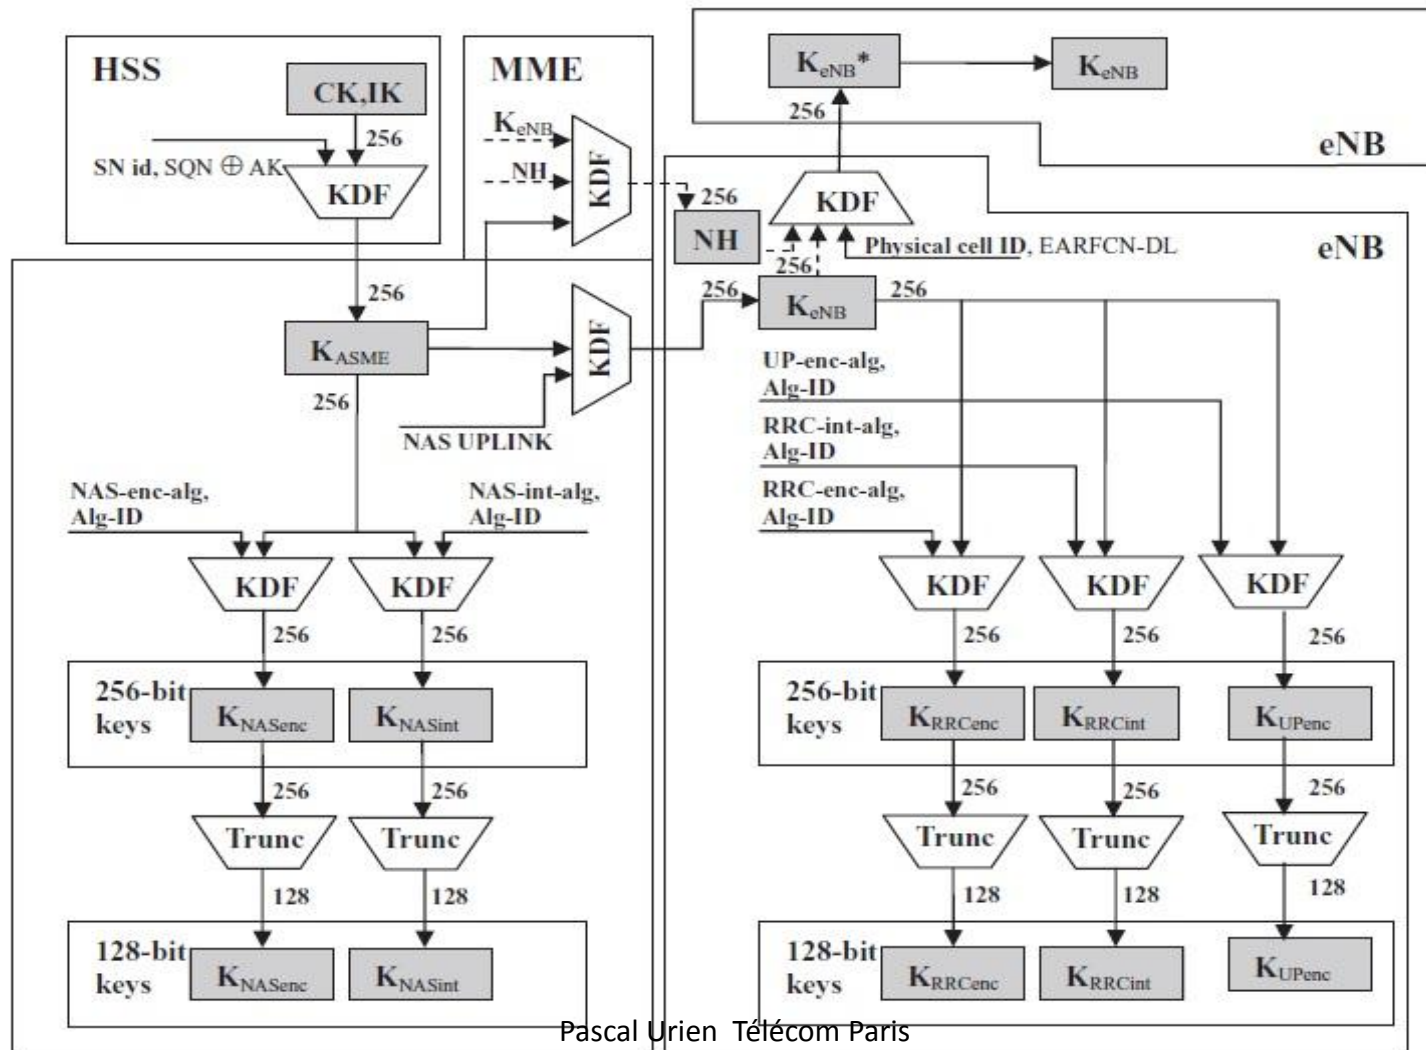 HSS
CK,IK
256
SN id, SQN ⊕ AK
KDF
256
MME
KeNB
NH
KDF
KASME
256
KDF
NAS UPLINK
NAS-enc-alg,
Alg-ID
NAS-int-alg,
Alg-ID
KDF
KDF
256
256
256-bit
keys
KNASenc
KNASint
256
256
Trunc
Trunc
128
128
128-bit
keys
KNASenc
KNASint
KeNB*
KeNB
256
eNB
KDF
256
NH
Physical cell ID, EARFCN-DL
eNB
256
256
KeNB
256
UP-enc-alg,
Alg-ID
RRC-int-alg,
Alg-ID
RRC-enc-alg,
Alg-ID
KDF
KDF
KDF
256
256
256
256-bit
keys
KRRCenc
KRRCint
KUPenc
256
256
256
Trunc
Trunc
Trunc
128
128
128
128-bit
keys
KRRCenc
KRRCint
KUPenc
Pascal Urien Télécom Paris